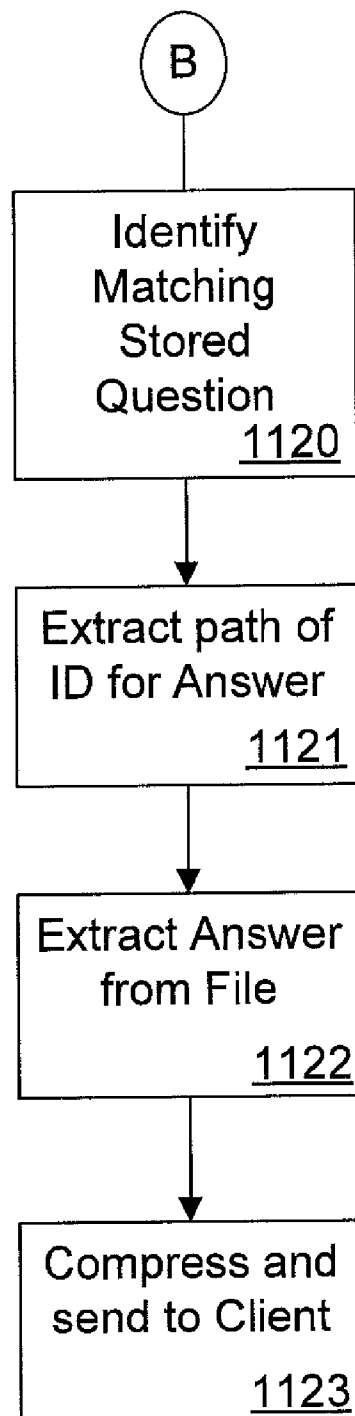 B
Identify
Matching
Stored
Question
1120
Extract path of
ID for Answer
1121
Extract Answer
from File
1122
Compress and
send to Client
1123